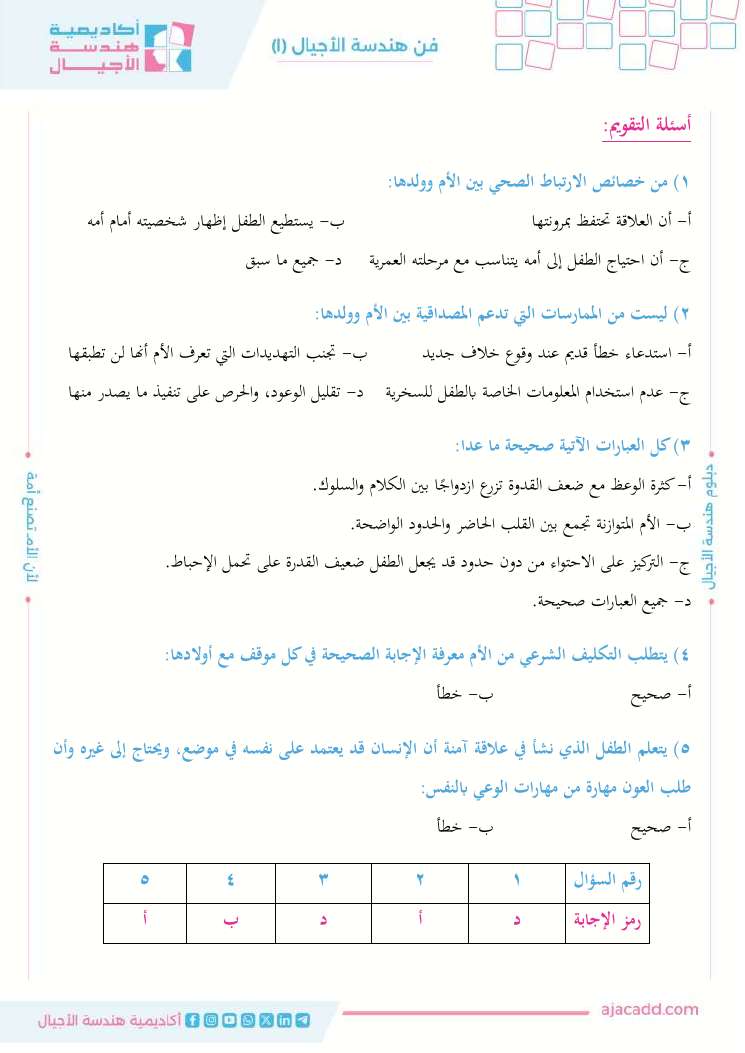 أكاديمية
هندسة
الأجيال
فن هندسة الأجيال (١)
أسئلة التقويم:
١) من خصائص الارتباط الصحي بين الأم وولدها:
أ- أن العلاقة تحتفظ بمرونتها ب- يستطيع الطفل إظهار شخصيته أمام أمه
ج- أن احتياج الطفل إلى أمه يتناسب مع مرحلته العمرية د- جميع ما سبق
٢) ليست من الممارسات التي تدعم المصداقية بين الأم وولدها:
أ- استدعاء خطأ قديم عند وقوع خلاف جديد ب- تجنب التهديدات التي تعرف الأم أنها لن تطبقها
ج- عدم استخدام المعلومات الخاصة بالطفل للسخرية د- تقليل الوعود، والحرص على تنفيذ ما يصدر منها
٣) كل العبارات الآتية صحيحة ما عدا:
أ- كثرة الوعظ مع ضعف القدوة تزرع ازدواجًا بين الكلام والسلوك.
ب- الأم المتوازنة تجمع بين القلب الحاضر والحدود الواضحة.
ج- التركيز على الاحتواء من دون حدود قد يجعل الطفل ضعيف القدرة على تحمل الإحباط.
د- جميع العبارات صحيحة.
٤) يتطلب التكليف الشرعي من الأم معرفة الإجابة الصحيحة في كل موقف مع أولادها:
أ- صحيح ب- خطأ
٥) يتعلم الطفل الذي نشأ في علاقة آمنة أن الإنسان قد يعتمد على نفسه في موضع، ويحتاج إلى غيره وأن
طلب العون مهارة من مهارات الوعي بالنفس:
أ- صحيح ب- خطأ
رقم السؤال ١ ٢ ٣ ٤ ٥
رمز الإجابة د أ د ب أ
دبلوم هندسة الأجيال
لأن الأم تصنع أمة
ajacadd.com
أكاديمية هندسة الأجيال